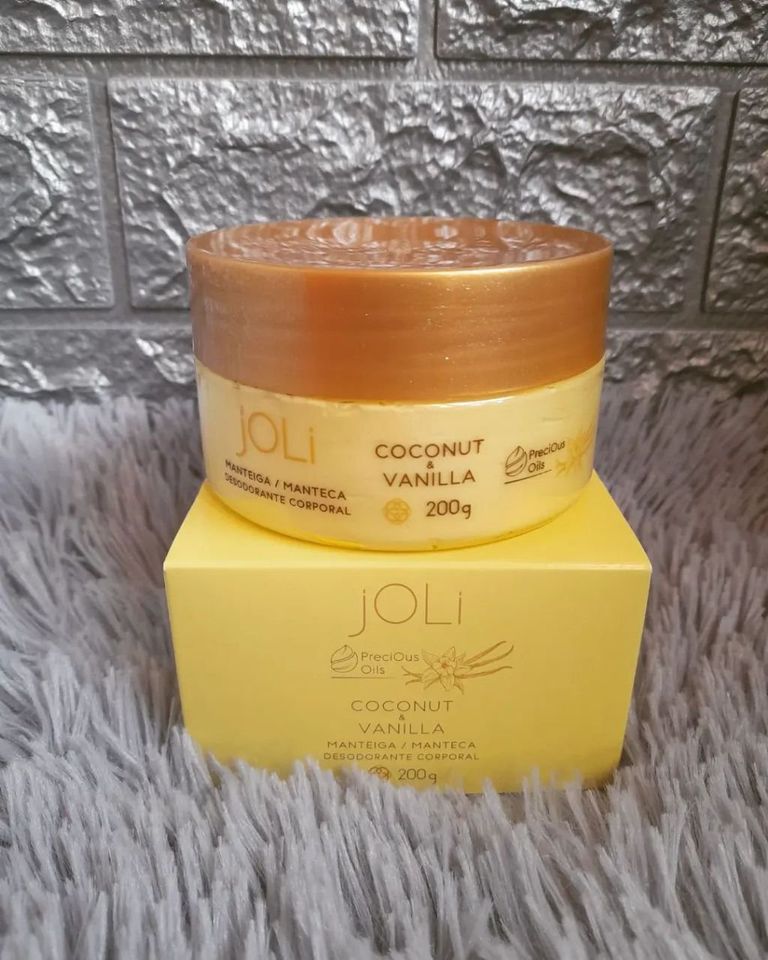 jOLi
MANTEIGA / MANTECA
DESODORANTE CORPORAL
COCONUT
&
VANILLA
200g
PreciOus
Oils
jOLi
PreciOus
Oils
COCONUT
&
VANILLA
MANTEIGA / MANTECA
DESODORANTE CORPORAL
200g